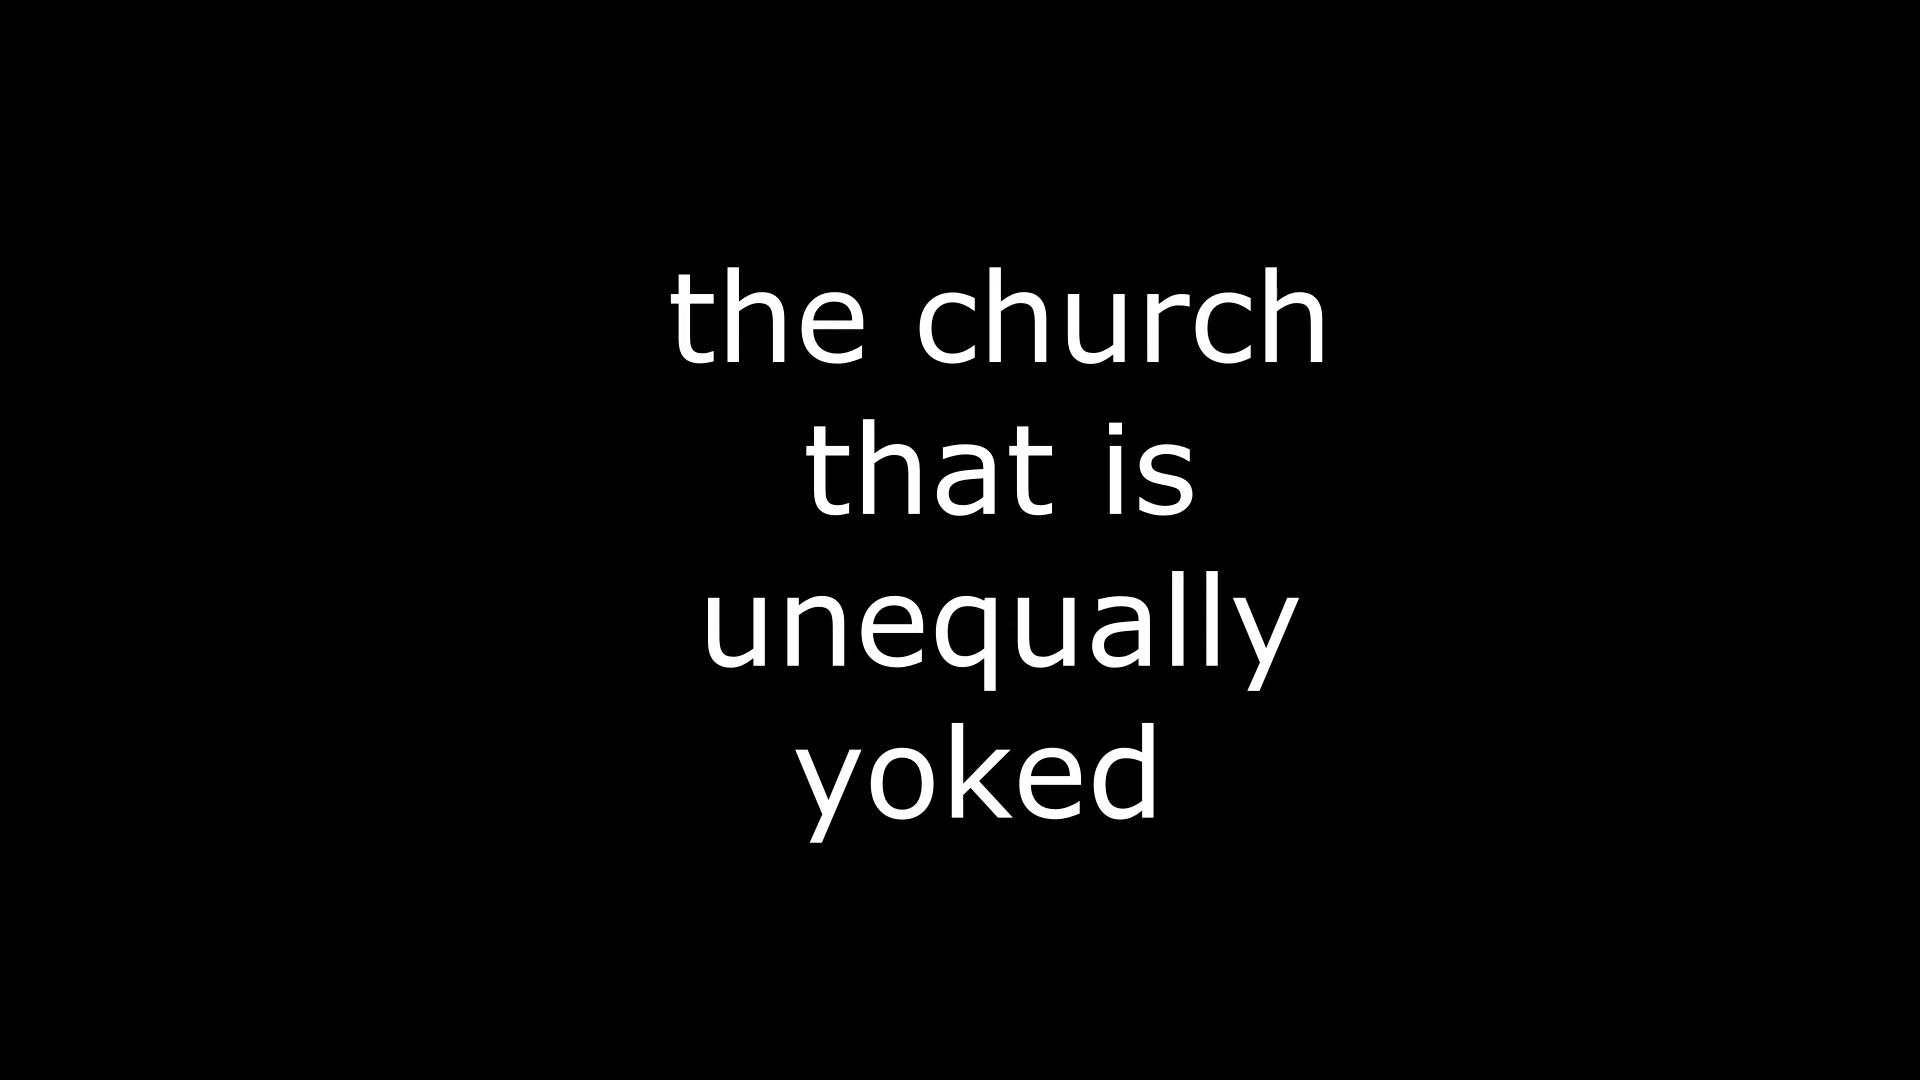 the church
that is
unequally
yoked